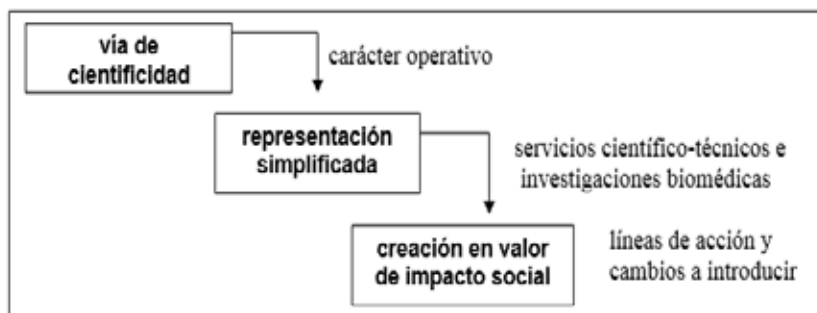 vía de
cientificidad
carácter operativo
representación
simplificada
servicios científico-técnicos e
investigaciones biomédicas
creación en valor
de impacto social
líneas de acción y
cambios a introducir